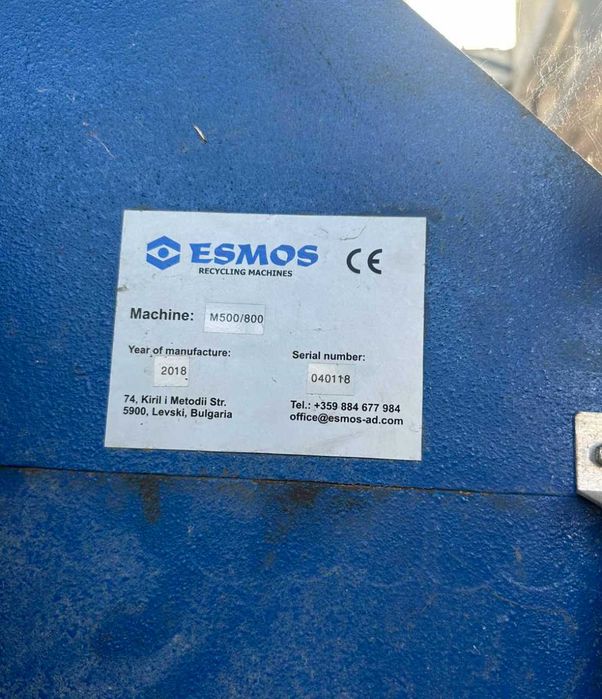 ESMOS CE
RECYCLING MACHINES
Machine: M500/800
Year of manufacture:
2018
Serial number:
040118
74, Kiril i Metodii Str.
5900, Levski, Bulgaria
Tel.: +359 884 677 984
office@esmos-ad.com